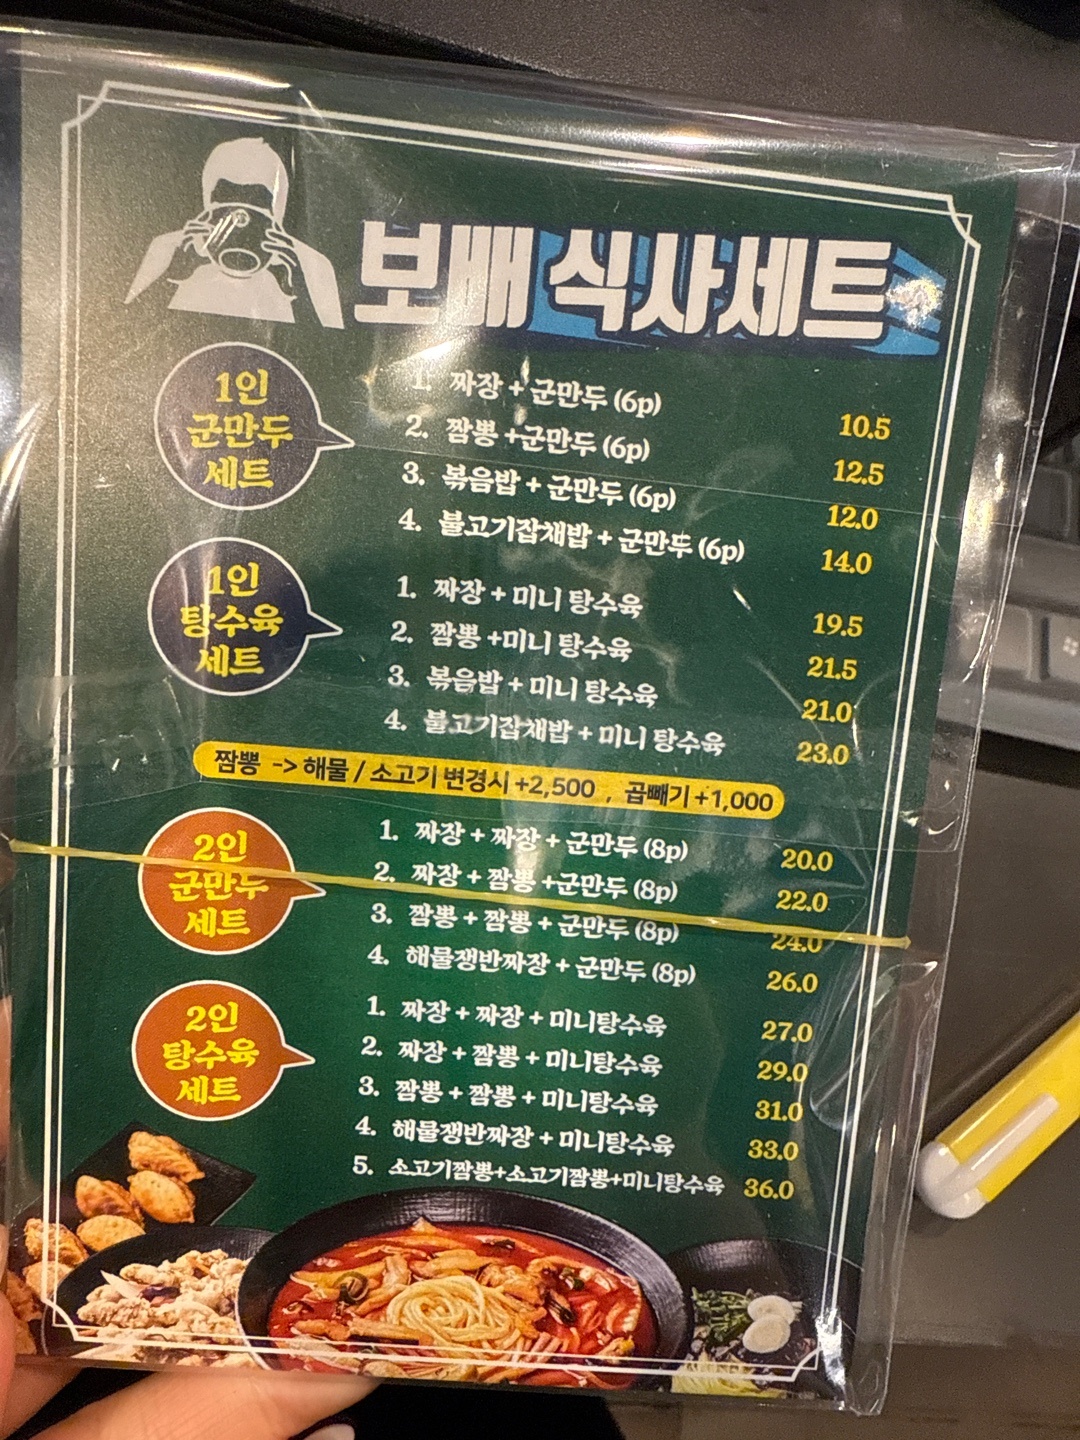 보배 식사세트
1인
군만두
세트
1. 짜장 + 군만두 (6p) 10.5
2. 짬뽕 +군만두 (6p) 12.5
3. 볶음밥 + 군만두 (6p) 12.0
4. 불고기잡채밥 + 군만두 (6p) 14.0
1인
탕수육
세트
1. 짜장 + 미니 탕수육 19.5
2. 짬뽕 +미니 탕수육 21.5
3. 볶음밥 + 미니 탕수육 21.0
4. 불고기잡채밥 + 미니 탕수육 23.0
짬뽕 -> 해물 / 소고기 변경시 +2,500 , 곱빼기 +1,000
2인
군만두
세트
1. 짜장 + 짜장 + 군만두 (8p) 20.0
2. 짜장 + 짬뽕 +군만두 (8p) 22.0
3. 짬뽕 + 짬뽕 + 군만두 (8p) 24.0
4. 해물쟁반짜장 + 군만두 (8p) 26.0
2인
탕수육
세트
1. 짜장 + 짜장 + 미니탕수육 27.0
2. 짜장 + 짬뽕 + 미니탕수육 29.0
3. 짬뽕 + 짬뽕 + 미니탕수육 31.0
4. 해물쟁반짜장 + 미니탕수육 33.0
5. 소고기짬뽕+소고기짬뽕+미니탕수육 36.0